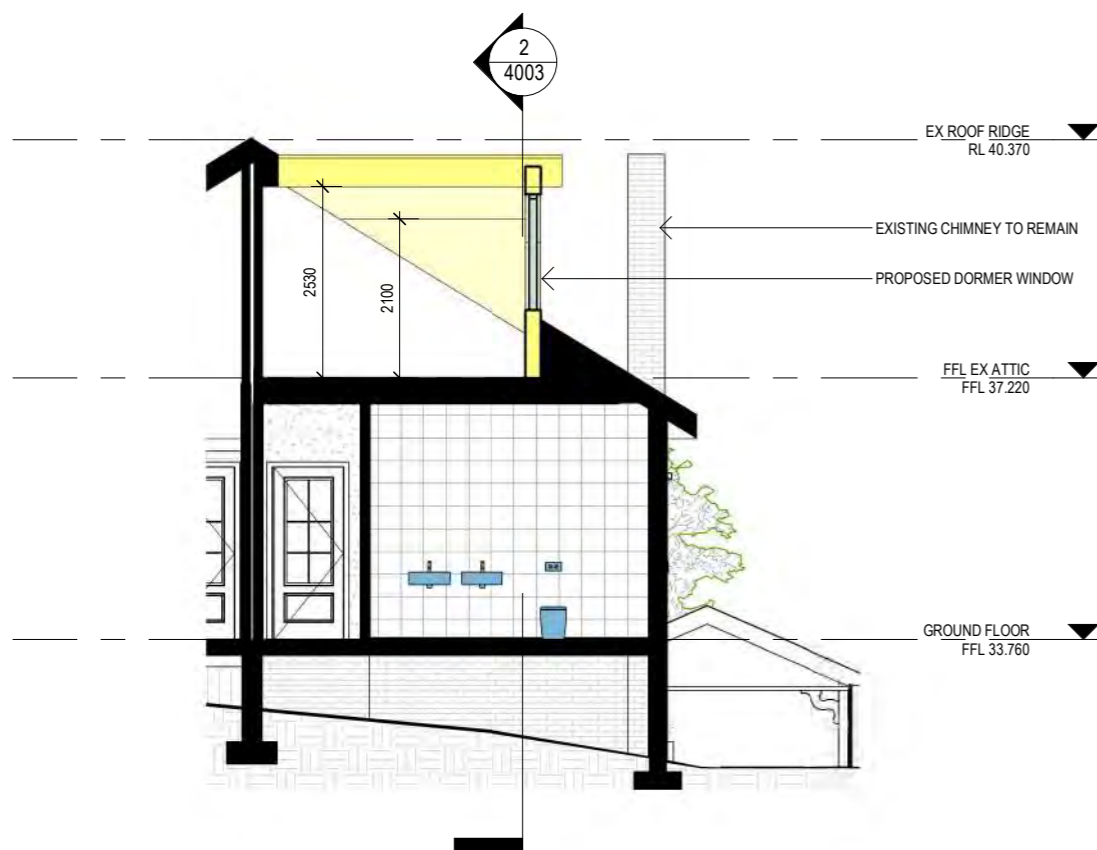 2
4003
EX ROOF RIDGE
RL 40.370
EXISTING CHIMNEY TO REMAIN
PROPOSED DORMER WINDOW
2530
2100
FFL EX ATTIC
FFL 37.220
GROUND FLOOR
FFL 33.760